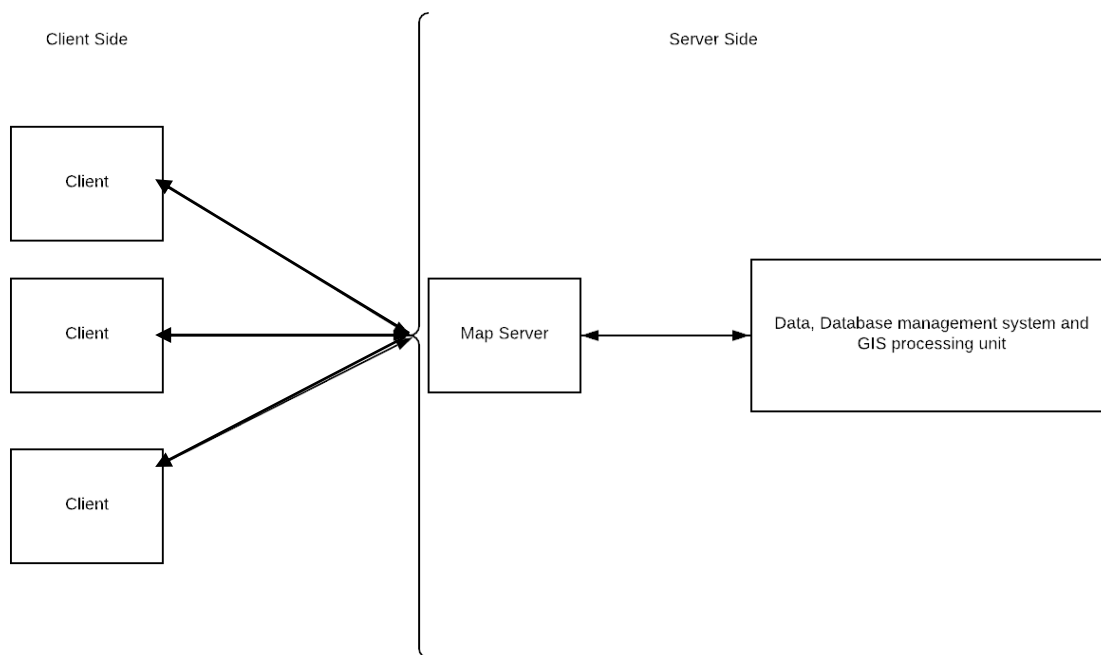 Client Side
Server Side
Client
Client
Map Server
Data, Database management system and
GIS processing unit
Client